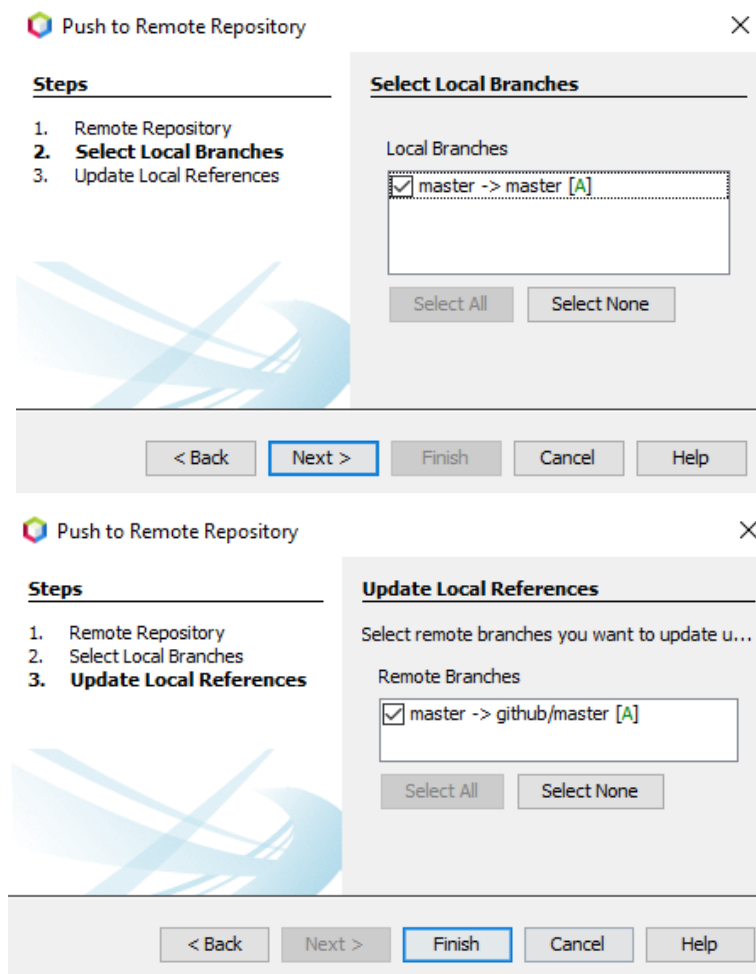 Push to Remote Repository
Steps
1. Remote Repository
2. Select Local Branches
3. Update Local References
Select Local Branches
Local Branches
master -> master [A]
Select All
Select None
< Back
Next >
Finish
Cancel
Help
Push to Remote Repository
Steps
1. Remote Repository
2. Select Local Branches
3. Update Local References
Update Local References
Select remote branches you want to update u...
Remote Branches
master -> github/master [A]
Select All
Select None
< Back
Next >
Finish
Cancel
Help